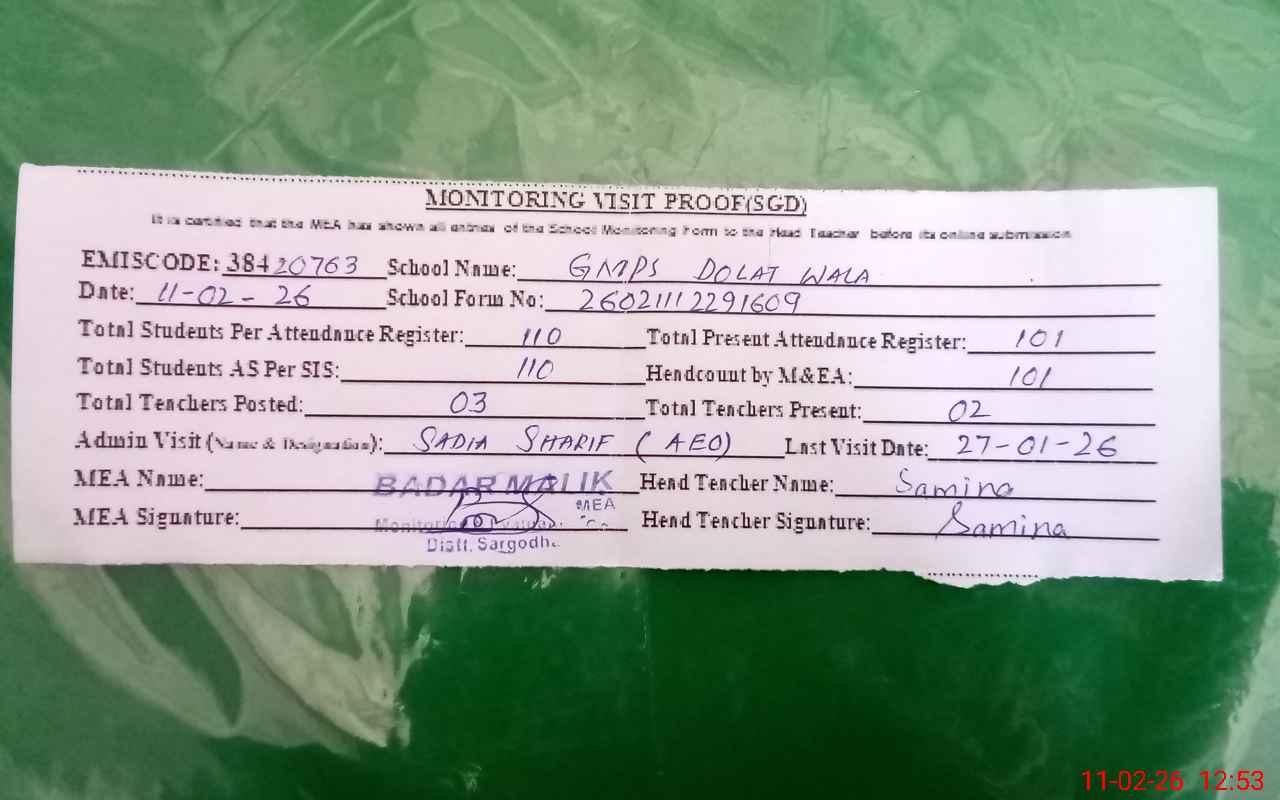 MONITORING VISIT PROOF(SGD)
It is certified that the MEA has shown all entries of the School Monitoring Form to the Head Teacher before its online submission
EMISCODE: 38420763 School Name: GMPS DOLAT WALA
Date: 11-02-26 School Form No: 26021112291609
Total Students Per Attendance Register: 110 Total Present Attendance Register: 101
Total Students AS Per SIS: 110 Headcount by M&EA: 101
Total Teachers Posted: 03 Total Teachers Present: 02
Admin Visit (Name & Designation): SADIA SHARIF (AEO) Last Visit Date: 27-01-26
MEA Name: BADAR MALIK Head Teacher Name: Samina
MEA
MEA Signature: Head Teacher Signature: Samina
Distt. Sargodha
11-02-26 12:53